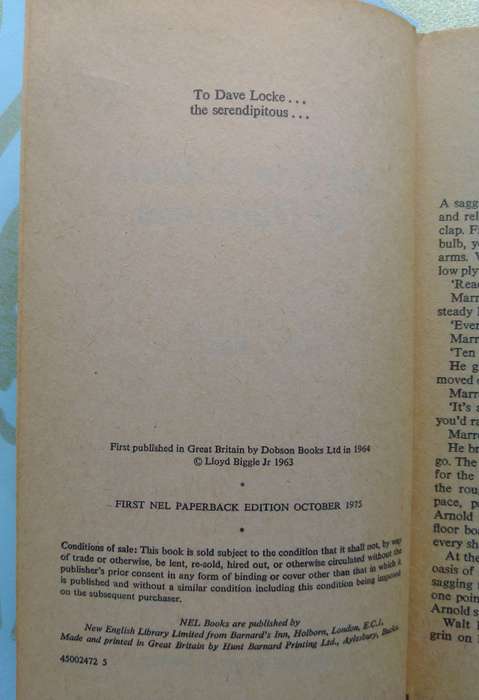 To Dave Locke...
the serendipitous...
First published in Great Britain by Dobson Books Ltd in 1964
© Lloyd Biggle Jr 1963
*
FIRST NEL PAPERBACK EDITION OCTOBER 1975
*
Conditions of sale: This book is sold subject to the condition that it shall not, by way
of trade or otherwise, be lent, re-sold, hired out, or otherwise circulated without the
publisher's prior consent in any form of binding or cover other than that in which it
is published and without a similar condition including this condition being imposed
on the subsequent purchaser.
NEL Books are published by
New English Library Limited from Barnard's Inn, Holborn, London, E.C.1.
Made and printed in Great Britain by Hunt Barnard Printing Ltd., Aylesbury, Bucks.
45002472 5
A sagg
and rel
clap. Fi
bulb, yo
arms. V
low ply
'Read
Marr
steady l
'Ever
Marr
'Ten
He g
moved
Marr
'It's s
you'd ra
Marr
He br
go. The
for the
the rou
pace, p
Arnold
floor boa
every sh
At the
oasis of
sagging
one poin
Arnold s
Walt
grin on